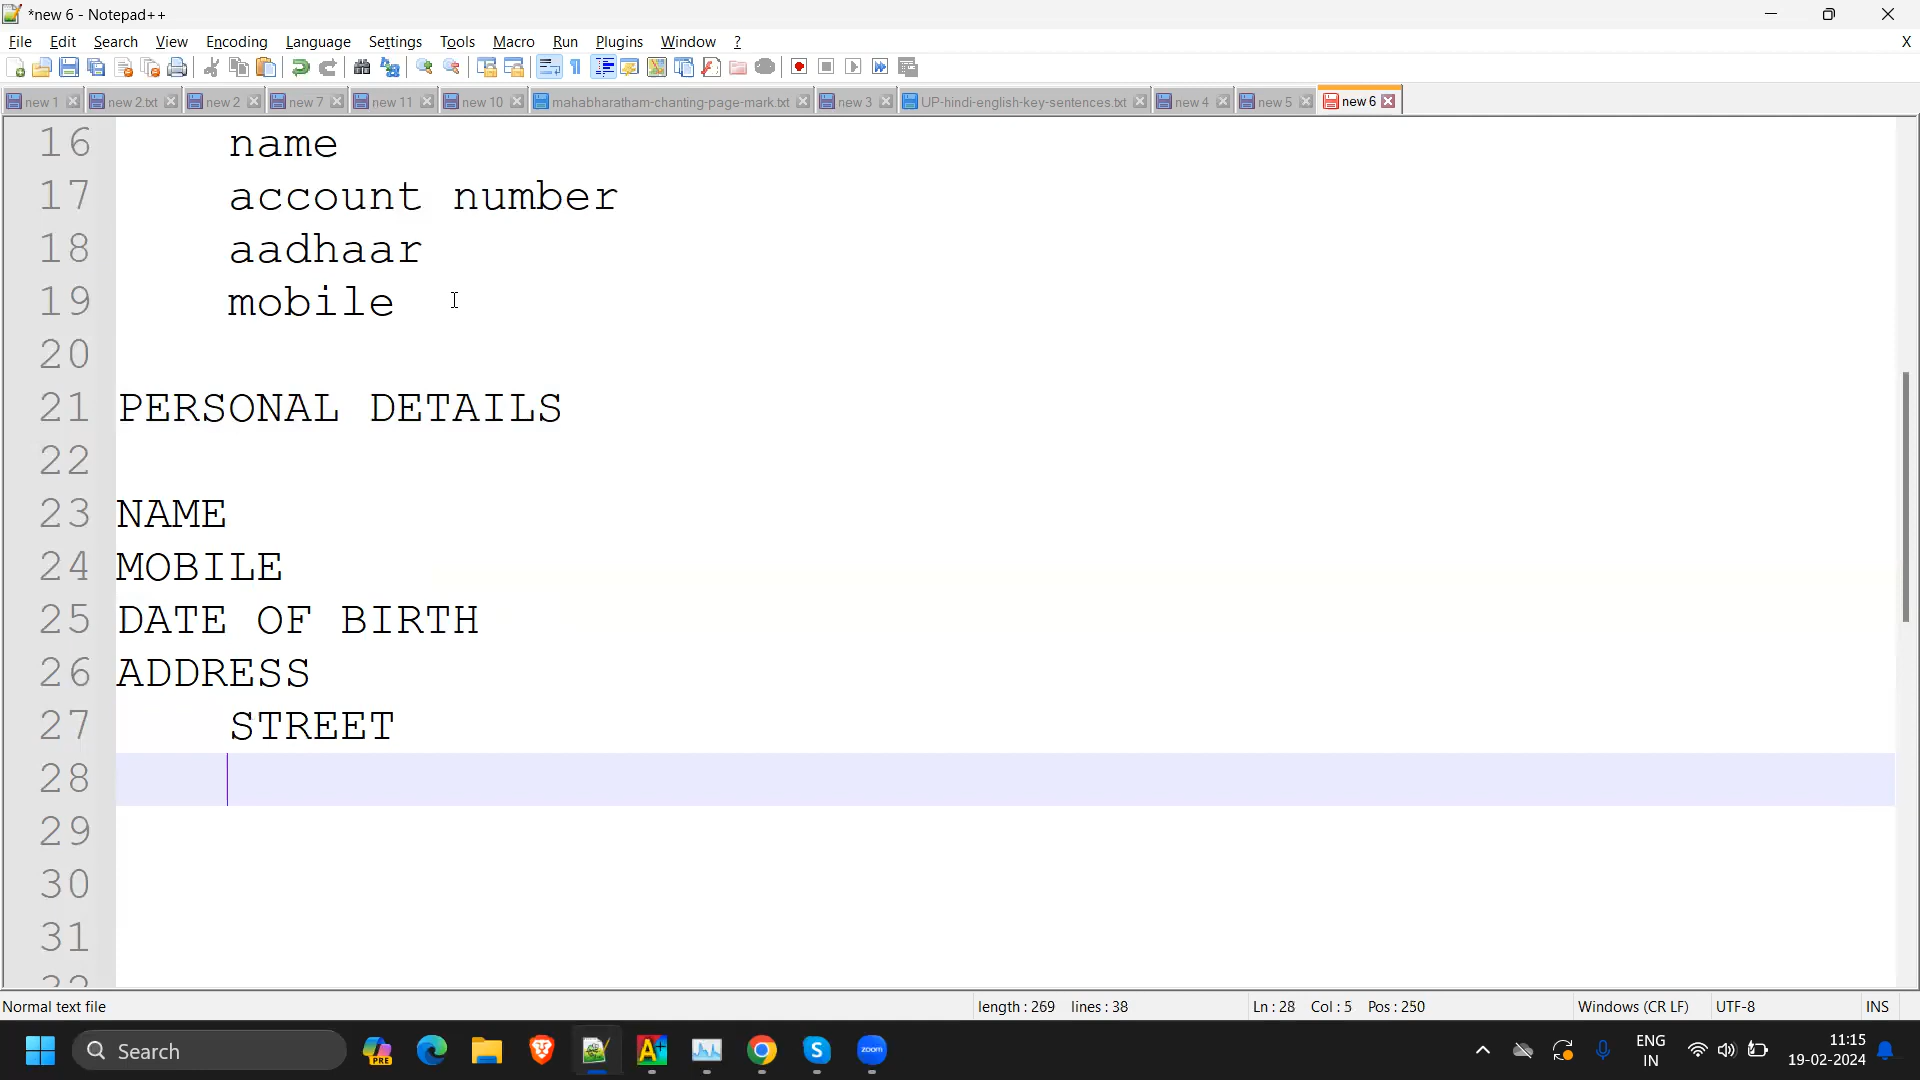 *new 6 - Notepad++
File Edit Search View Encoding Language Settings Tools Macro Run Plugins Window ? X
new 1 new 2.txt new 2 new 7 new 11 new 10 mahabharatham-chanting-page-mark.txt new 3 UP-hindi-english-key-sentences.txt new 4 new 5 new 6
16 name
17 account number
18 aadhaar
19 mobile
20
21 PERSONAL DETAILS
22
23 NAME
24 MOBILE
25 DATE OF BIRTH
26 ADDRESS
27 STREET
28
29
30
31
Normal text file length : 269 lines : 38 Ln : 28 Col : 5 Pos : 250 Windows (CR LF) UTF-8 INS
Search PRE zoom ENG 11:15
IN 19-02-2024